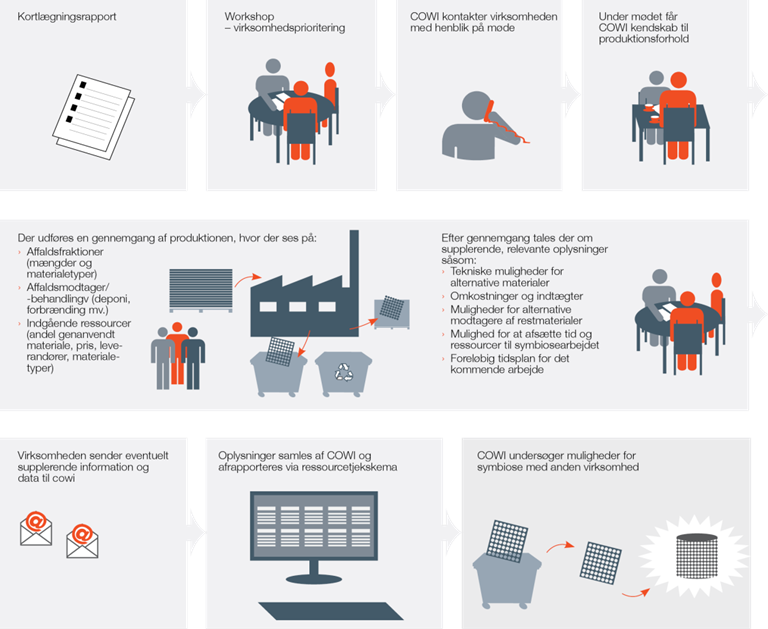 Kortlægningsrapport
Workshop
– virksomhedsprioritering
COWI kontakter virksomheden
med henblik på møde
Under mødet får
COWI kendskab til
produktionsforhold
Der udføres en gennemgang af produktionen, hvor der ses på:
› Affaldsfraktioner
(mængder og
materialetyper)
› Affaldsmodtager/
-behandlingv (deponi,
forbrænding mv.)
› Indgående ressourcer
(andel genanvendt
materiale, pris, leve-
randører, materiale-
typer)
Efter gennemgang tales der om
supplerende, relevante oplysninger
såsom:
› Tekniske muligheder for
alternative materialer
› Omkostninger og indtægter
› Muligheder for alternative
modtagere af restmaterialer
› Mulighed for at afsætte tid og
ressourcer til symbiosearbejdet
› Foreløbig tidsplan for det
kommende arbejde
Virksomheden sender eventuelt
supplerende information og
data til cowi
Oplysninger samles af COWI og
afrapporteres via ressourcetjekskema
COWI undersøger muligheder for
symbiose med anden virksomhed